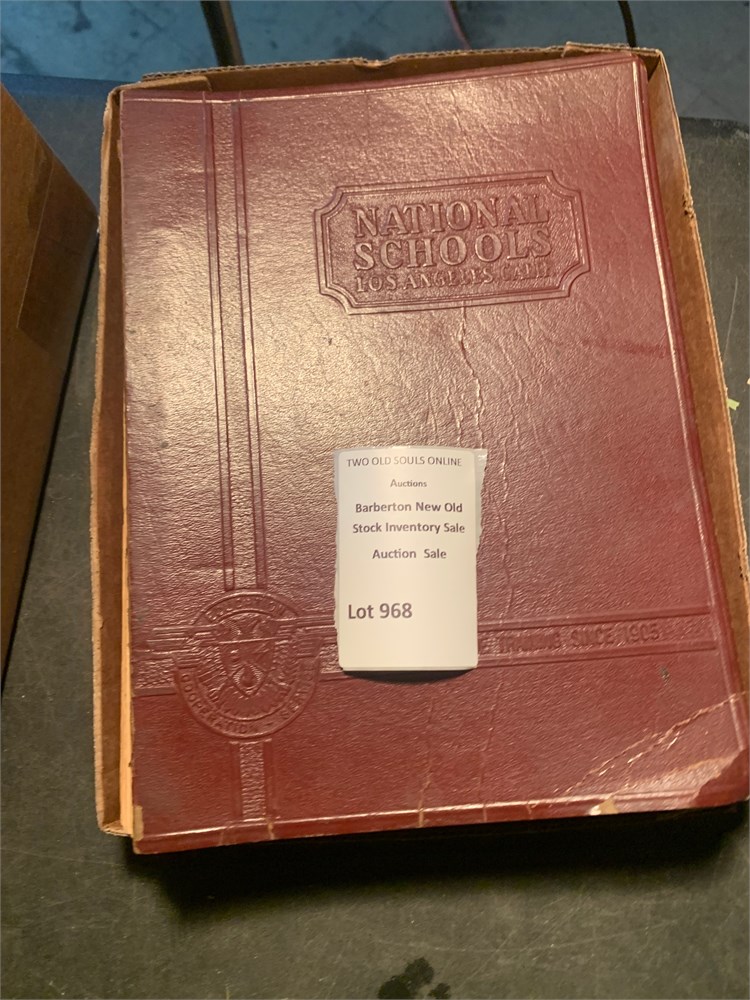 NATIONAL
SCHOOLS
LOS ANGELES CALIF
TWO OLD SOULS ONLINE
Auctions
Barberton New Old
Stock Inventory Sale
Auction Sale
Lot 968
SINCE 1905
COOPERATION